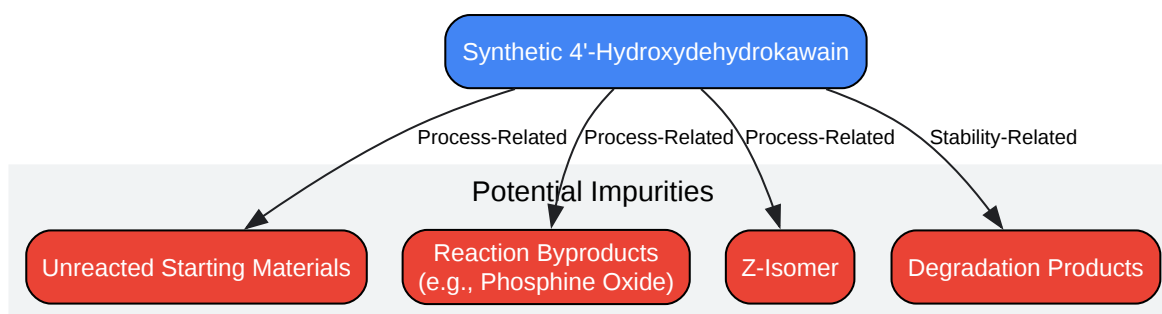 Synthetic 4'-Hydroxydehydrokawain
Process-Related
Process-Related
Process-Related
Stability-Related
Potential Impurities
Unreacted Starting Materials
Reaction Byproducts
(e.g., Phosphine Oxide)
Z-Isomer
Degradation Products